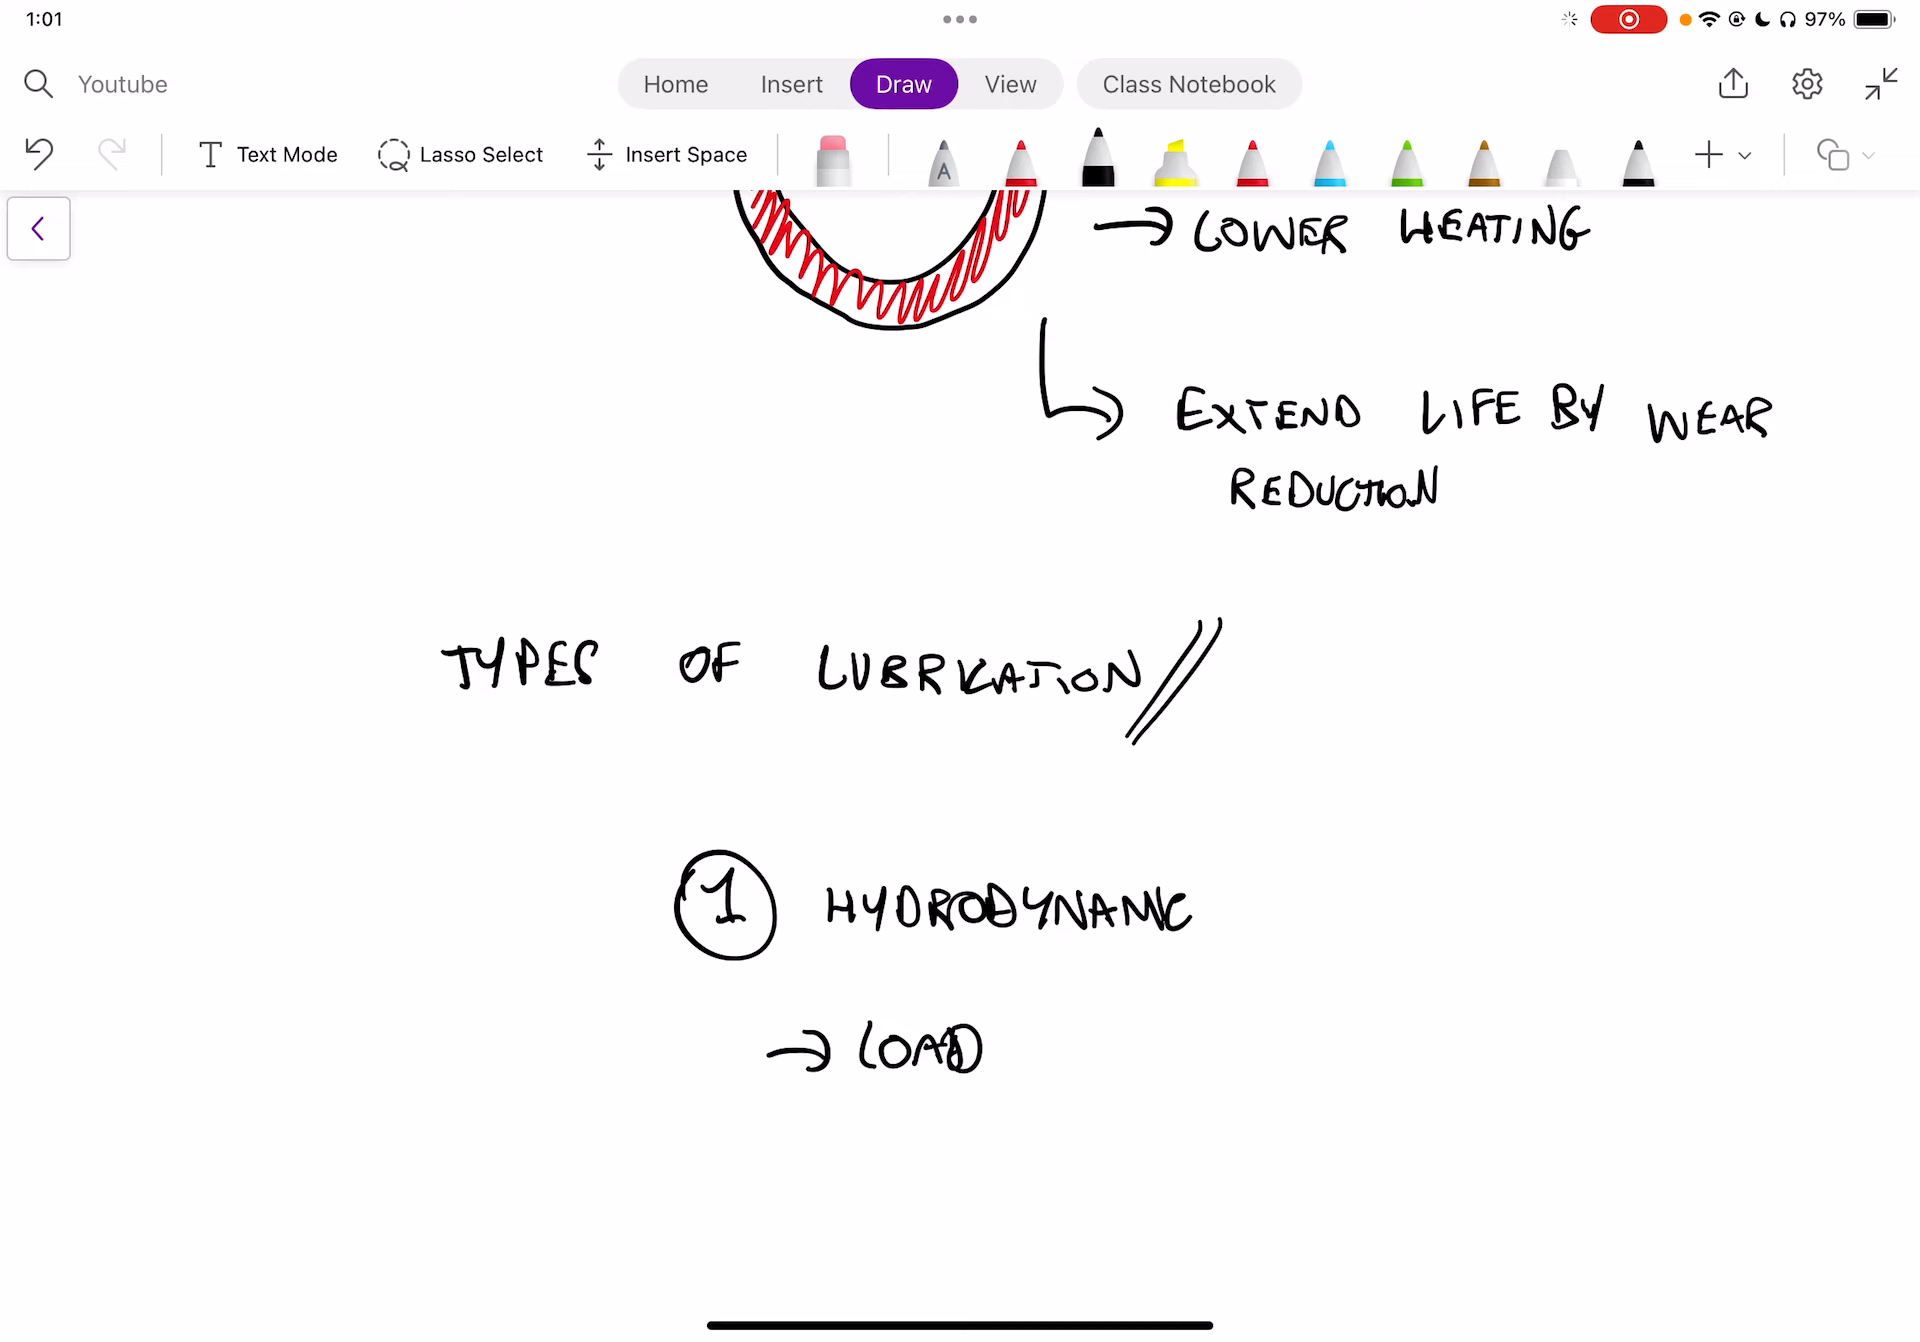 1:01
97%
Youtube
Home Insert Draw View Class Notebook
Text Mode Lasso Select Insert Space
A
→ LOWER HEATING
EXTEND LIFE BY WEAR
REDUCTION
TYPES OF LUBRICATION //
1 HYDRODYNAMIC
→ LOAD